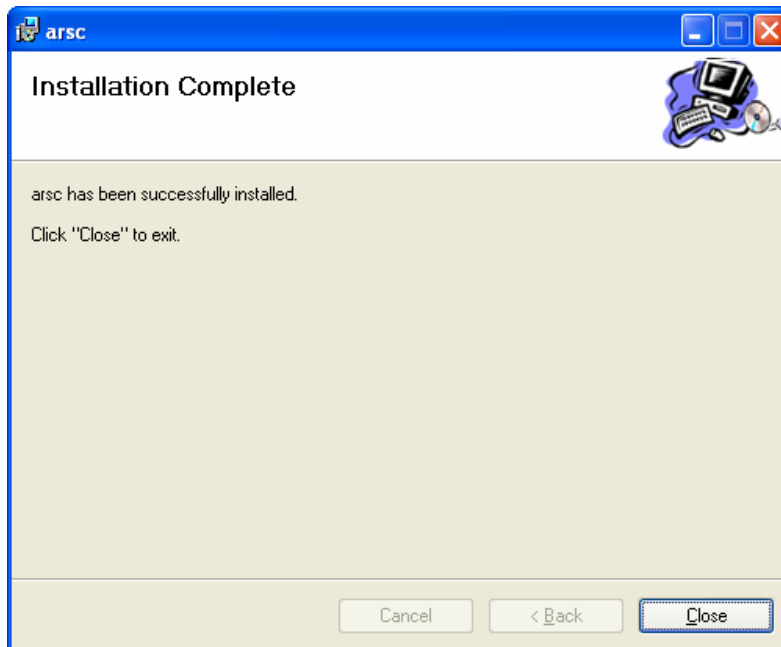 arsc
Installation Complete
arsc has been successfully installed.
Click "Close" to exit.
Cancel
< Back
Close